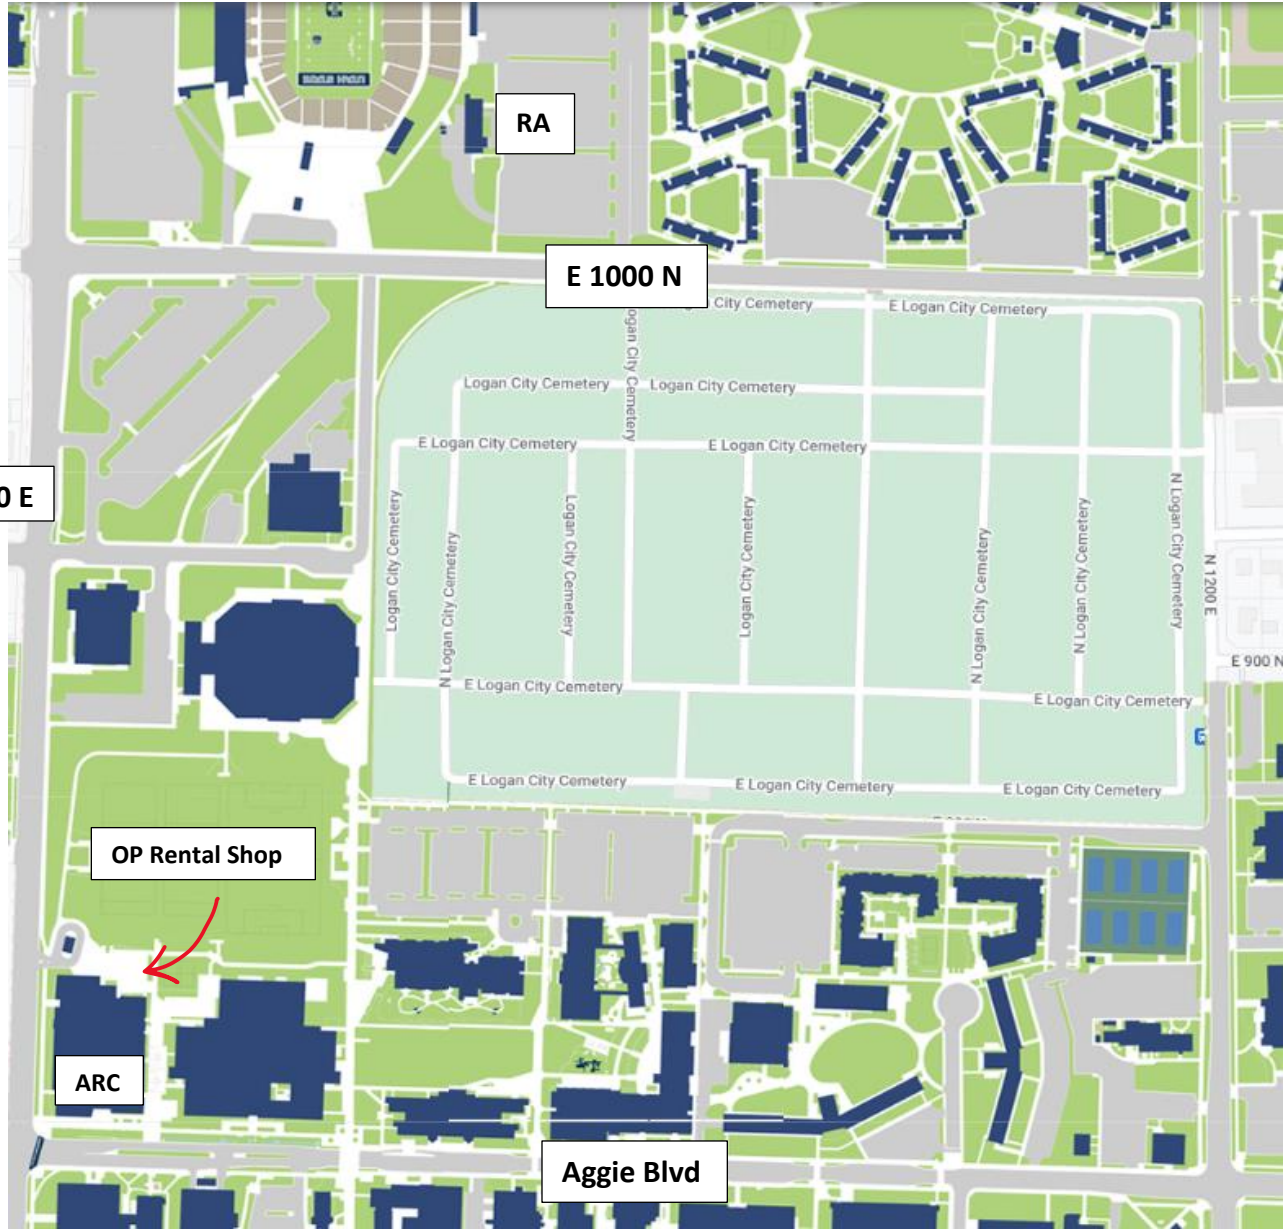 RA
E 1000 N
City Cemetery
E Logan City Cemetery
Logan City Cemetery
Logan City Cemetery
Logan City Cemetery
E Logan City Cemetery
E Logan City Cemetery
0 E
Logan City Cemetery
N Logan City Cemetery
Logan City Cemetery
Logan City Cemetery
N Logan City Cemetery
N Logan City Cemetery
N Logan City Cemetery
N 1200 E
E 900 N
E Logan City Cemetery
E Logan City Cemetery
E Logan City Cemetery
E Logan City Cemetery
E Logan City Cemetery
OP Rental Shop
ARC
Aggie Blvd